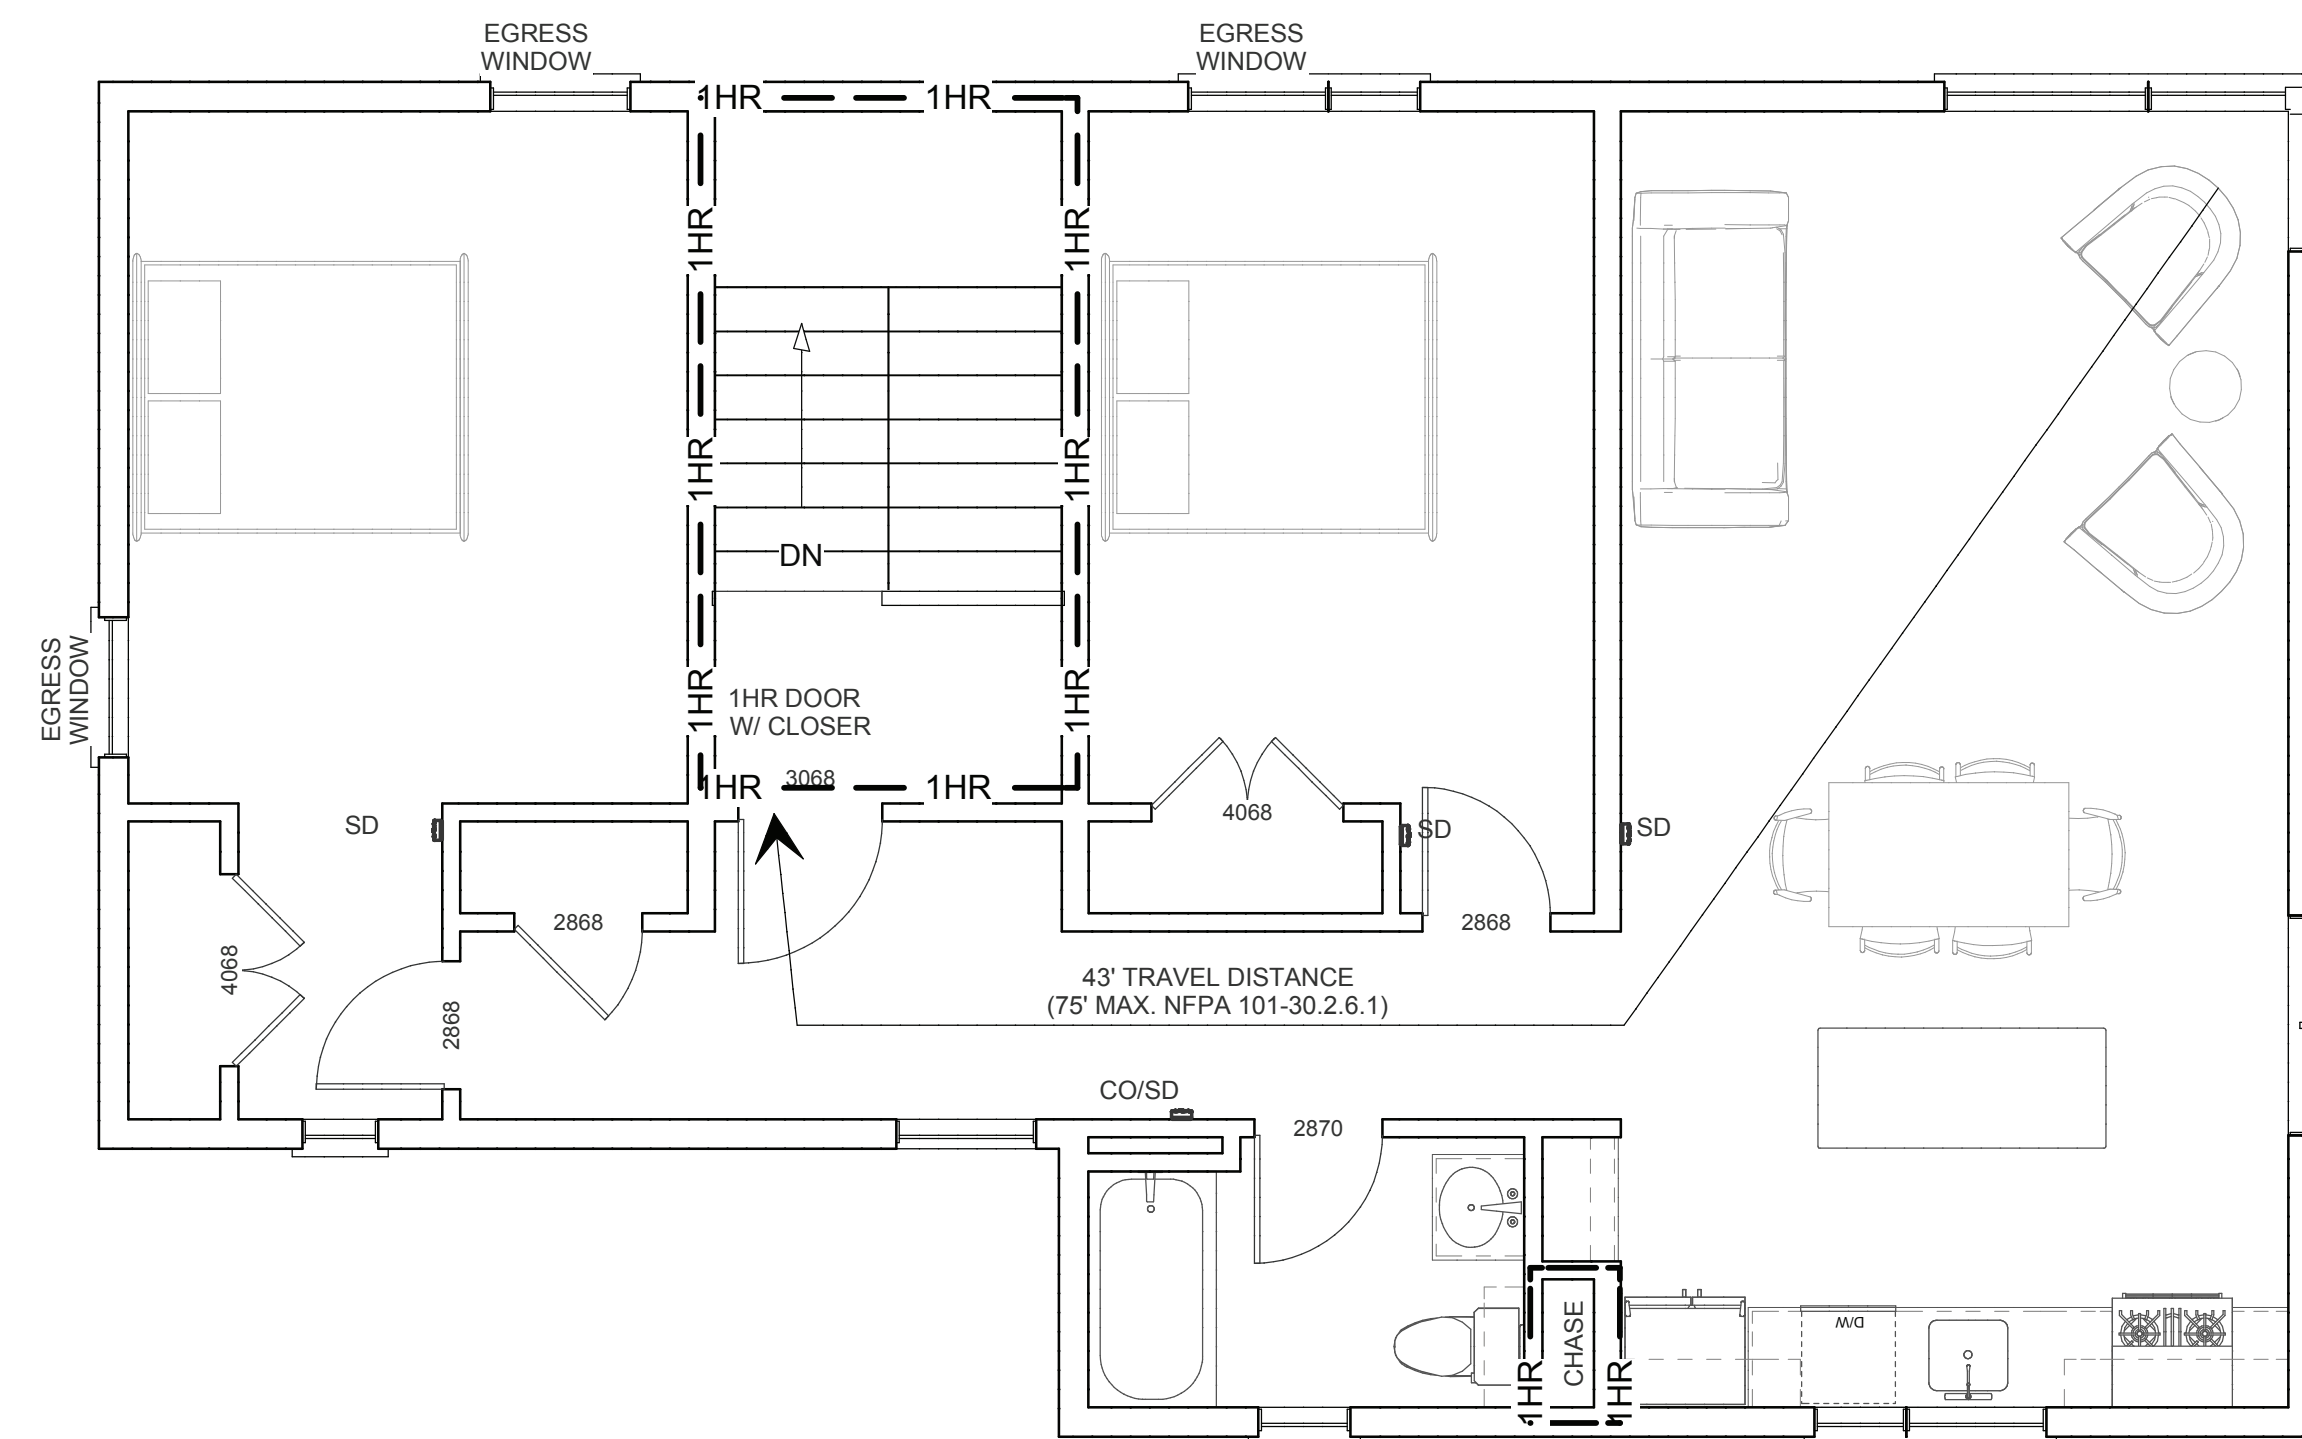 EGRESS
WINDOW
EGRESS
WINDOW
1HR
1HR
1HR
1HR
1HR
1HR
DN
EGRESS
WINDOW
1HR
1HR
1HR DOOR
W/ CLOSER
1HR
3068
1HR
4068
SD
SD
SD
2868
2868
4068
2868
43' TRAVEL DISTANCE
(75' MAX. NFPA 101-30.2.6.1)
CO/SD
2870
CHASE
D/W
1HR
1HR